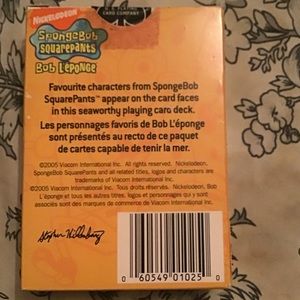 CARD COMPANY
NICKELODEON
SpongeBob
SquarePants
Bob L'éponge
Favourite characters from SpongeBob
SquarePants™ appear on the card faces
in this seaworthy playing card deck.
Les personnages favoris de Bob L'éponge
sont présentés au recto de ce paquet
de cartes capable de tenir la mer.
©2005 Viacom International Inc. All rights reserved. Nickelodeon,
SpongeBob SquarePants and all related titles, logos and characters are
trademarks of Viacom International Inc.
©2005 Viacom International Inc. Tous droits réservés. Nickelodeon, Bob
L'éponge et tous les autres titres, logos et personnages qui y sont
associés sont des marques de commerce de Viacom International Inc.
Stephen Hillenburg
0 60549 01025 0